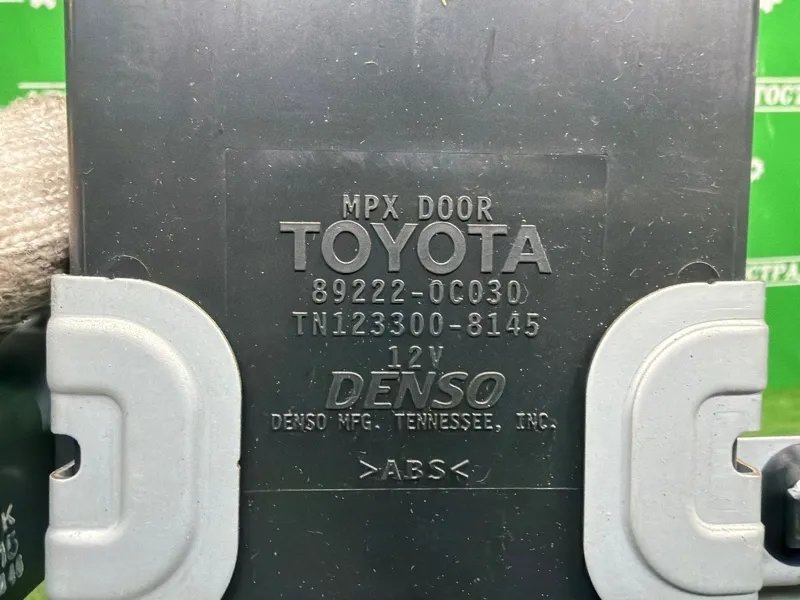 MPX DOOR
TOYOTA
89222-0C030
TN123300-8145
12V
DENSO
DENSO MFG. TENNESSEE, INC.
>ABS<